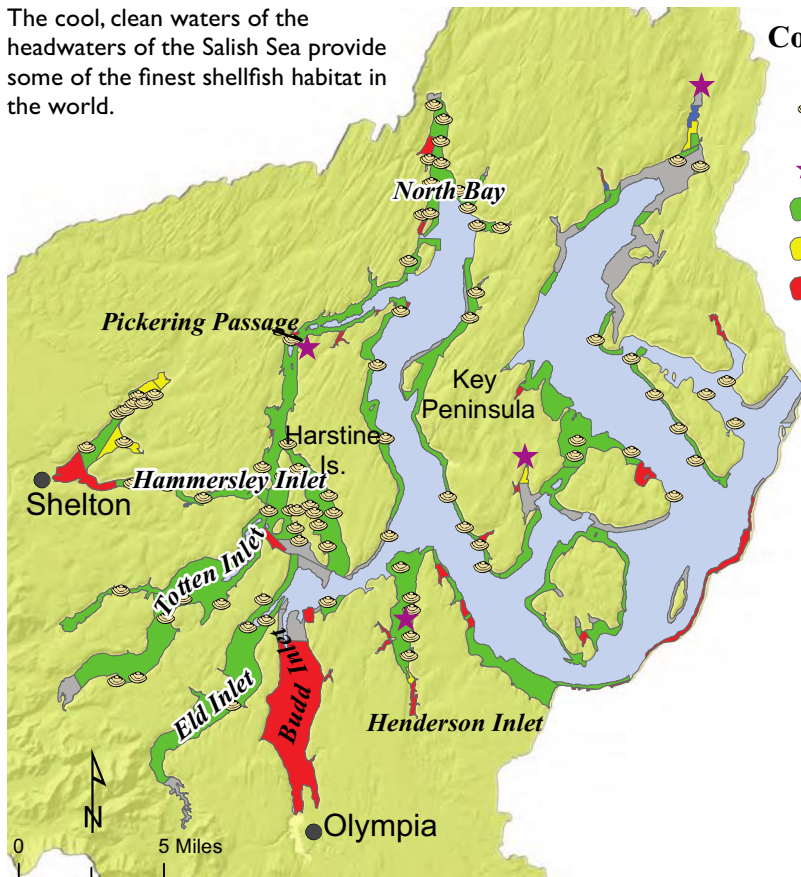 The cool, clean waters of the
headwaters of the Salish Sea provide
some of the finest shellfish habitat in
the world.
Co
North Bay
Pickering Passage
Key
Peninsula
Harstine
Is.
Hammersley Inlet
Shelton
Totten Inlet
Eld Inlet
Budd Inlet
Henderson Inlet
N
Olympia
0 5 Miles